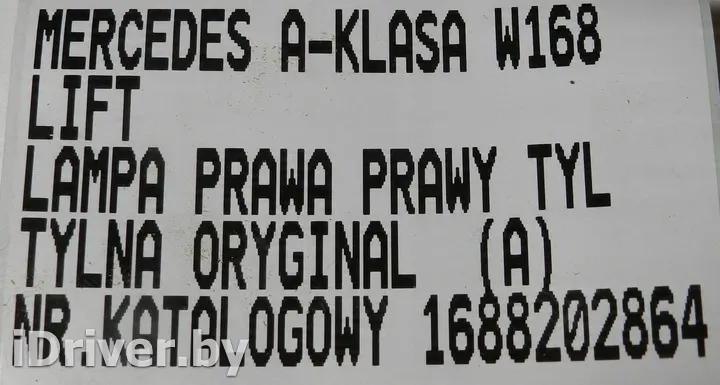 MERCEDES A-KLASA W168
LIFT
LAMPA PRAWA PRAWY TYL
TYLNA ORYGINAL (A)
NR KATALOGOWY 1688202864
iDriver.by